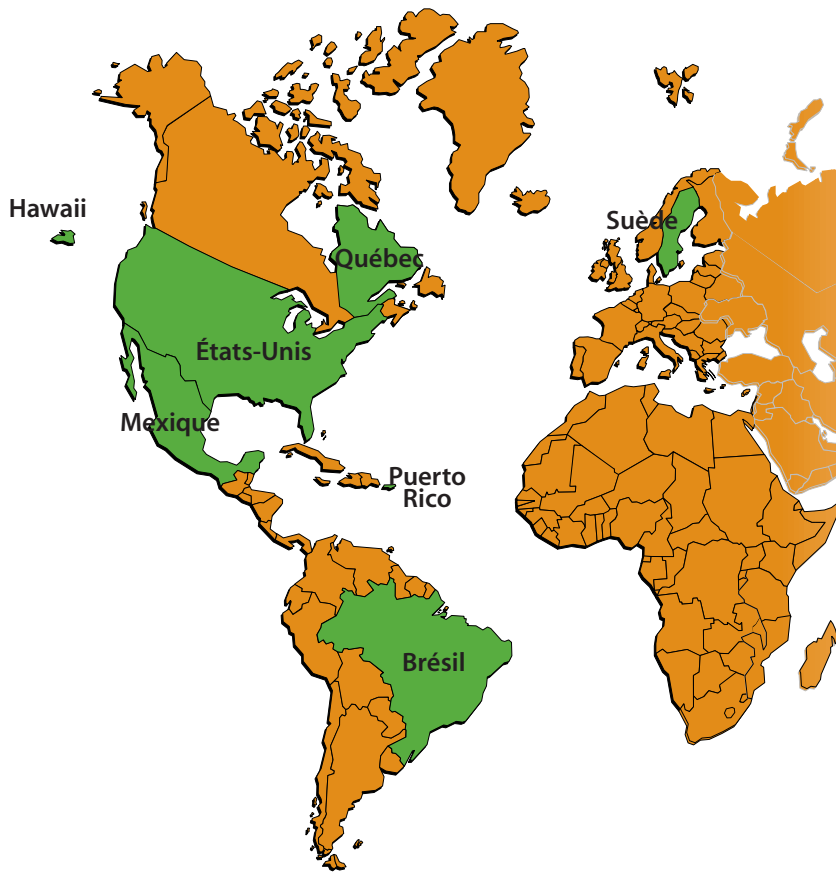 Hawaii
Suède
Québec
États-Unis
Mexique
Puerto
Rico
Brésil